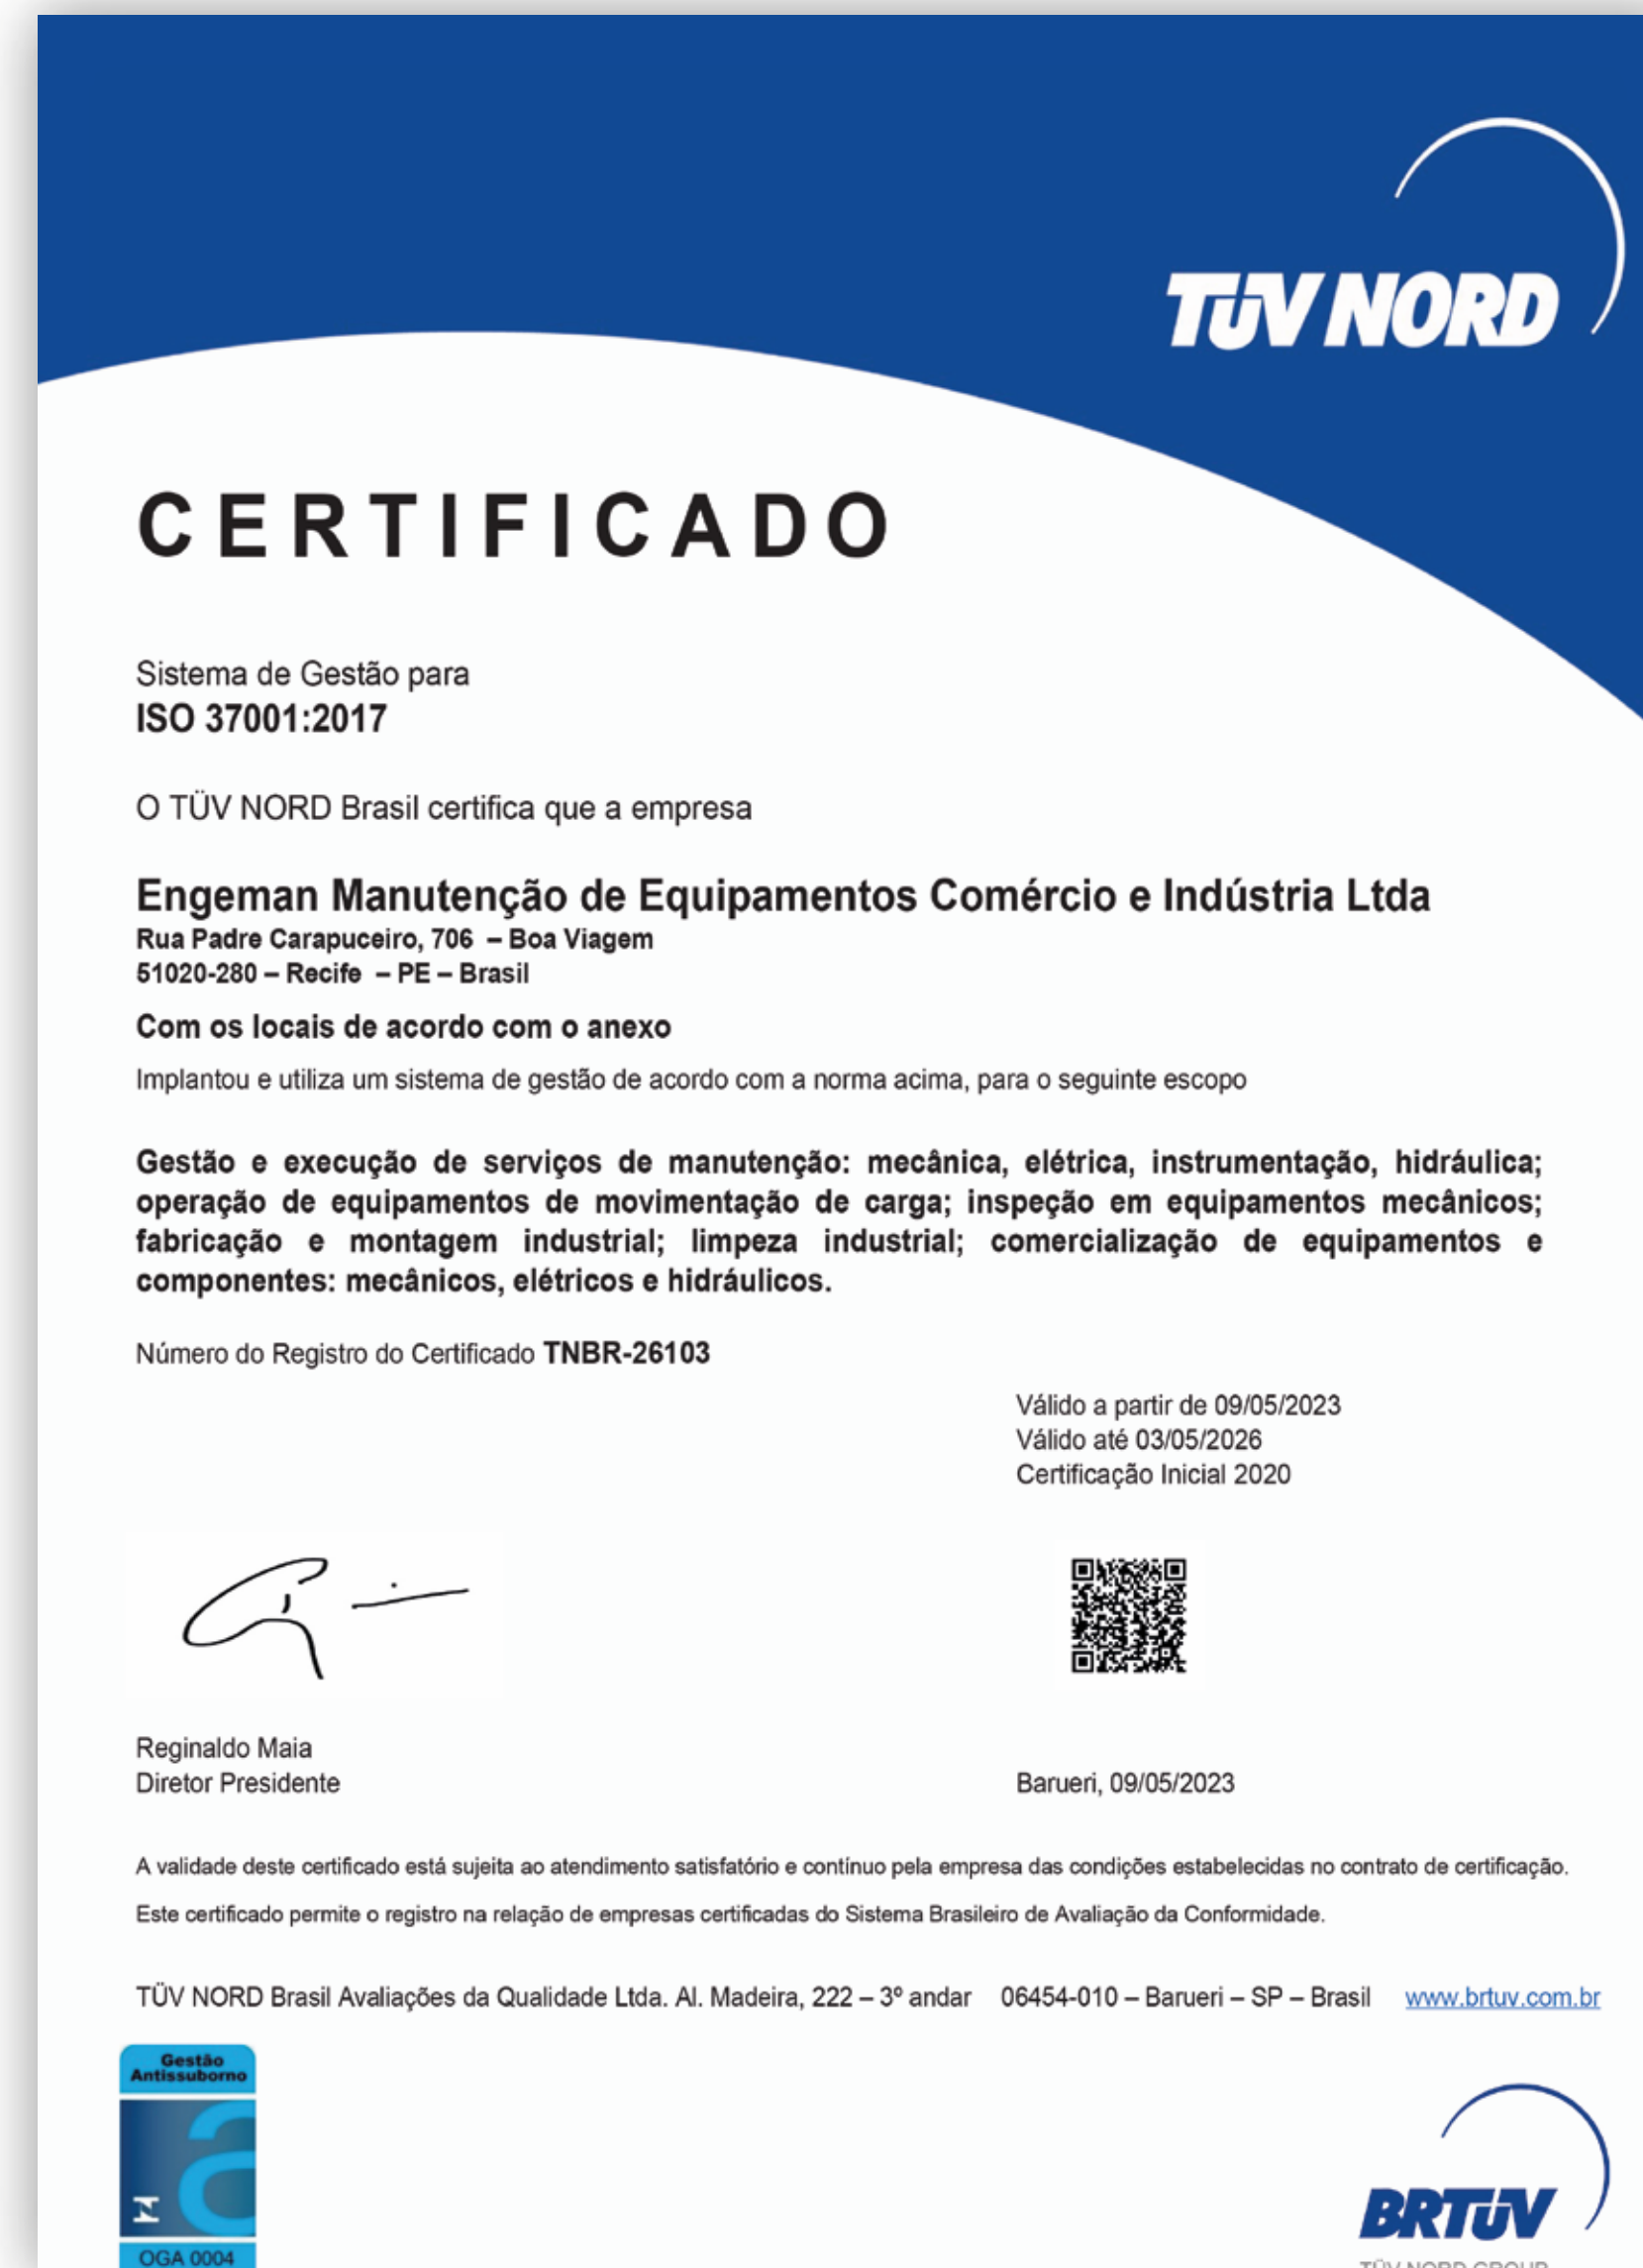 TÜV NORD
CERTIFICADO
Sistema de Gestão para
ISO 37001:2017
O TÜV NORD Brasil certifica que a empresa
Engeman Manutenção de Equipamentos Comércio e Indústria Ltda
Rua Padre Carapuceiro, 706 – Boa Viagem
51020-280 – Recife – PE – Brasil
Com os locais de acordo com o anexo
Implantou e utiliza um sistema de gestão de acordo com a norma acima, para o seguinte escopo
Gestão e execução de serviços de manutenção: mecânica, elétrica, instrumentação, hidráulica;
operação de equipamentos de movimentação de carga; inspeção em equipamentos mecânicos;
fabricação e montagem industrial; limpeza industrial; comercialização de equipamentos e
componentes: mecânicos, elétricos e hidráulicos.
Número do Registro do Certificado TNBR-26103
Válido a partir de 09/05/2023
Válido até 03/05/2026
Certificação Inicial 2020
Reginaldo Maia
Diretor Presidente
Barueri, 09/05/2023
A validade deste certificado está sujeita ao atendimento satisfatório e contínuo pela empresa das condições estabelecidas no contrato de certificação.
Este certificado permite o registro na relação de empresas certificadas do Sistema Brasileiro de Avaliação da Conformidade.
TÜV NORD Brasil Avaliações da Qualidade Ltda. Al. Madeira, 222 – 3º andar 06454-010 – Barueri – SP – Brasil www.brtuv.com.br
Gestão
Antissuborno
OGA 0004
BRTÜV
TÜV NORD GROUP